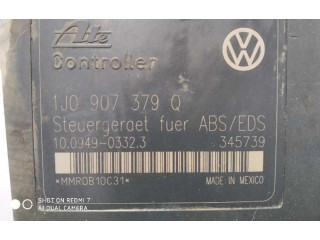 Ate
Controller
1J0 907 379 Q
Steuergeraet fuer ABS/EDS
10.0949-0332.3 345739
*MMR0B10C31*
MADE IN MEXICO
SHOT ON REDMI 7
AI DUAL CAMERA